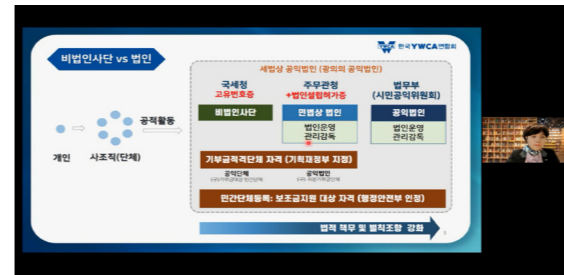 한국YWCA연합회
비법인사단 vs 법인
세법상 공익법인 (광의의 공익법인)
국세청
고유번호증
주무관청
+법인설립허가증
법무부
(시민공익위원회)
비법인사단
민법상 법인
공익법인
법인운영
관리감독
법인운영
관리감독
공적활동
개인
사조직(단체)
기부금적격단체 자격 (기획재정부 지정)
공익단체
공익법인
민간단체등록: 보조금지원 대상 자격 (행정안전부 인정)
법적 책무 및 벌칙조항 강화